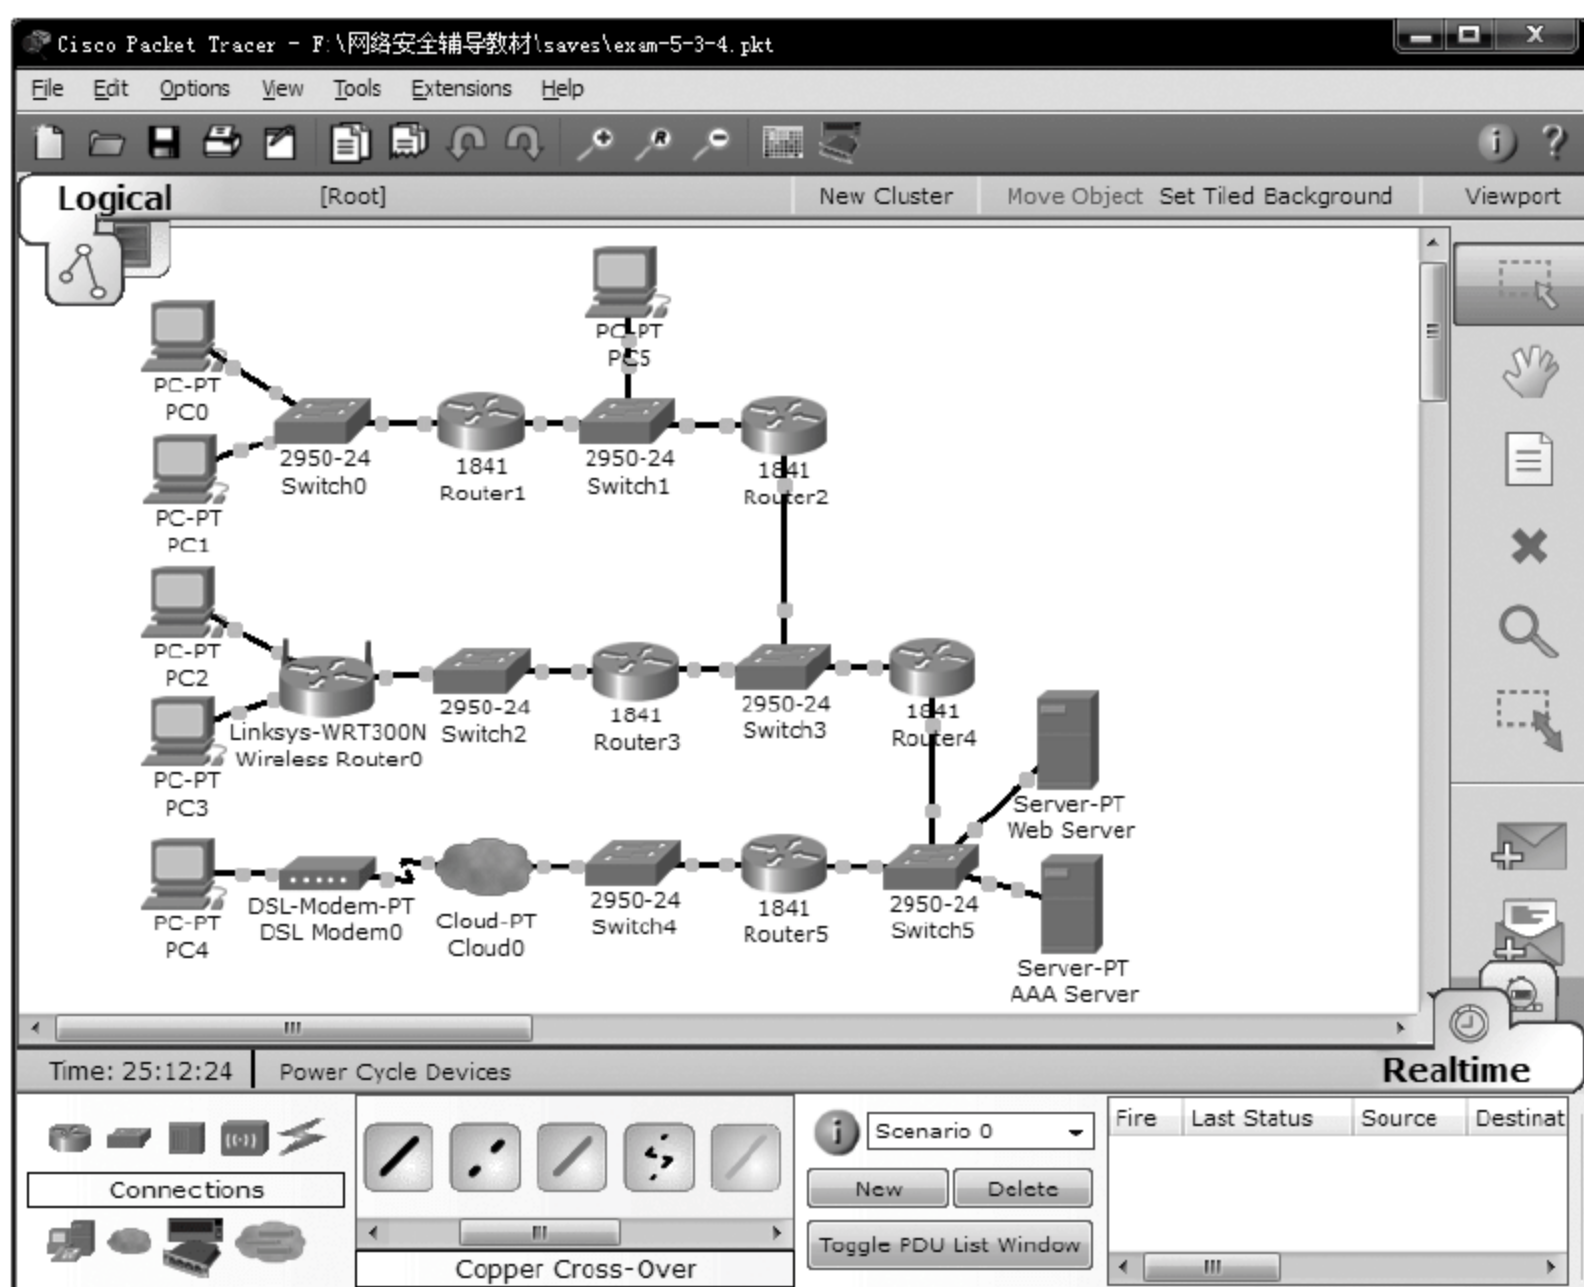 Cisco Packet Tracer - F:\网络安全辅导教材\saves\exam-5-3-4.pkt
File Edit Options View Tools Extensions Help
Logical [Root] New Cluster Move Object Set Tiled Background Viewport
PC-PT
PC5
PC-PT
PC0
2950-24
Switch0
1841
Router1
2950-24
Switch1
1841
Router2
PC-PT
PC1
PC-PT
PC2
Linksys-WRT300N
Wireless Router0
2950-24
Switch2
1841
Router3
2950-24
Switch3
1841
Router4
PC-PT
PC3
Server-PT
Web Server
PC-PT
PC4
DSL-Modem-PT
DSL Modem0
Cloud-PT
Cloud0
2950-24
Switch4
1841
Router5
2950-24
Switch5
Server-PT
AAA Server
Time: 25:12:24 Power Cycle Devices Realtime
Connections
Copper Cross-Over
i Scenario 0
New Delete
Toggle PDU List Window
Fire Last Status Source Destinat